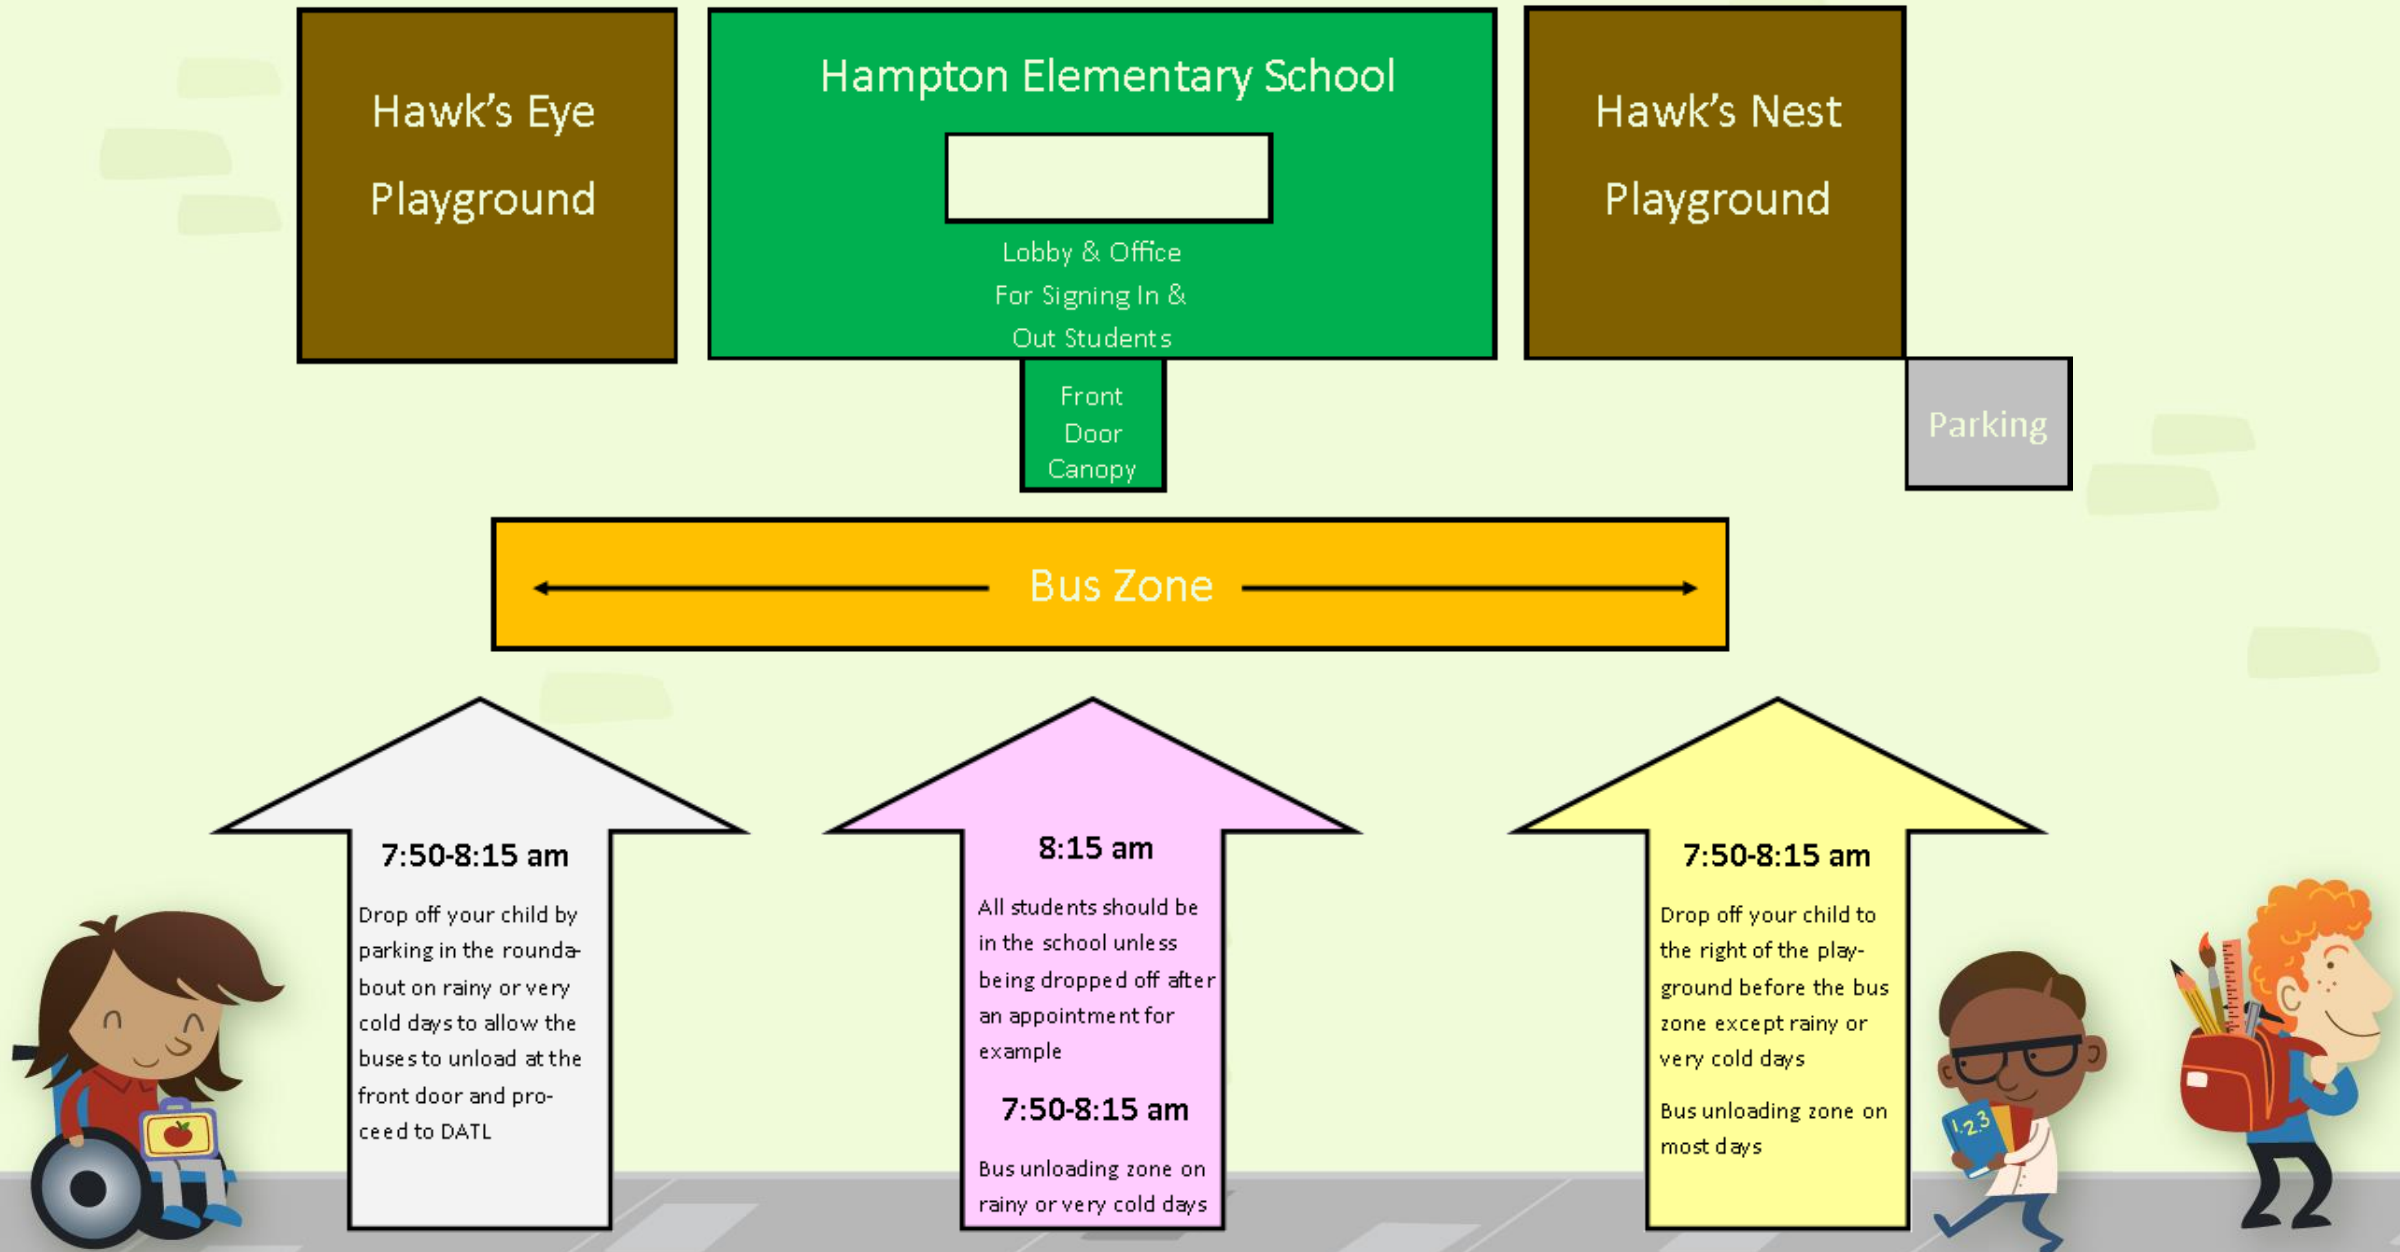 Hawk's Eye
Playground
Hampton Elementary School
Lobby & Office
For Signing In &
Out Students
Front
Door
Canopy
Hawk's Nest
Playground
Parking
Bus Zone
7:50-8:15 am
Drop off your child by
parking in the rounda-
bout on rainy or very
cold days to allow the
buses to unload at the
front door and pro-
ceed to DATL
8:15 am
All students should be
in the school unless
being dropped off after
an appointment for
example
7:50-8:15 am
Bus unloading zone on
rainy or very cold days
7:50-8:15 am
Drop off your child to
the right of the play-
ground before the bus
zone except rainy or
very cold days
Bus unloading zone on
most days
1.2.3